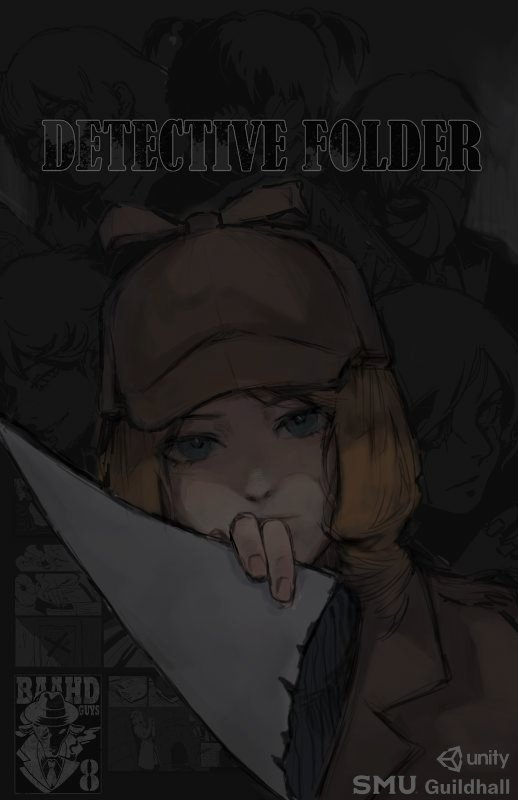 DETECTIVE FOLDER
BAAHD
GUYS
8
unity
SMU Guildhall